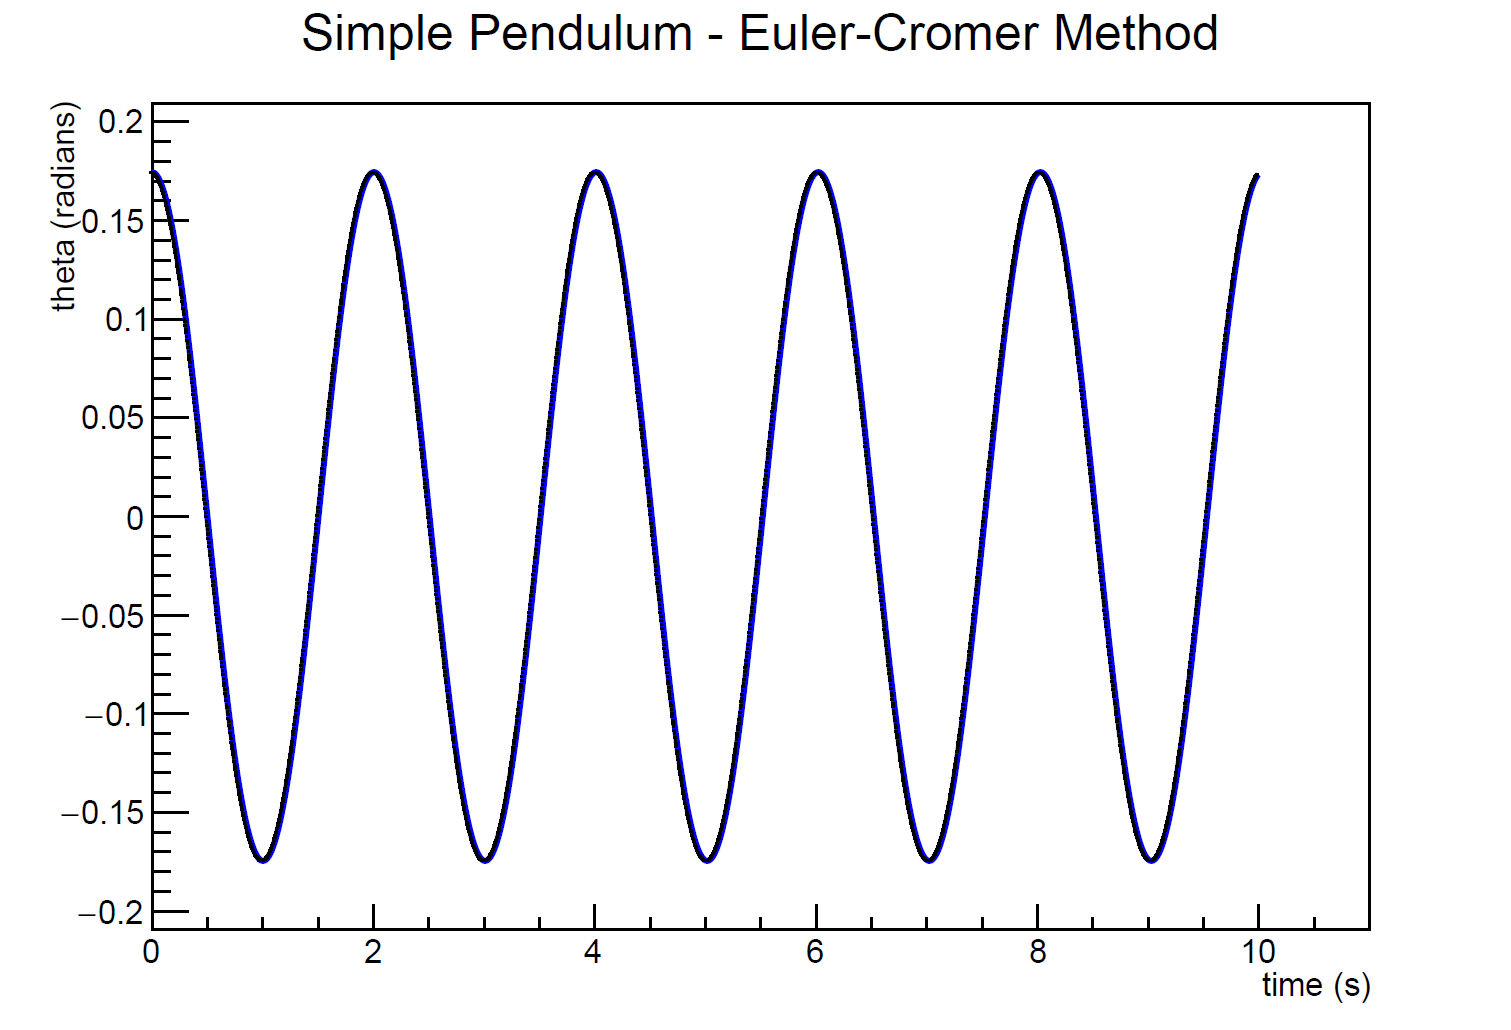 Simple Pendulum - Euler-Cromer Method
theta (radians)
0.2
0.15
0.1
0.05
0
−0.05
−0.1
−0.15
−0.2
0 2 4 6 8 10
time (s)